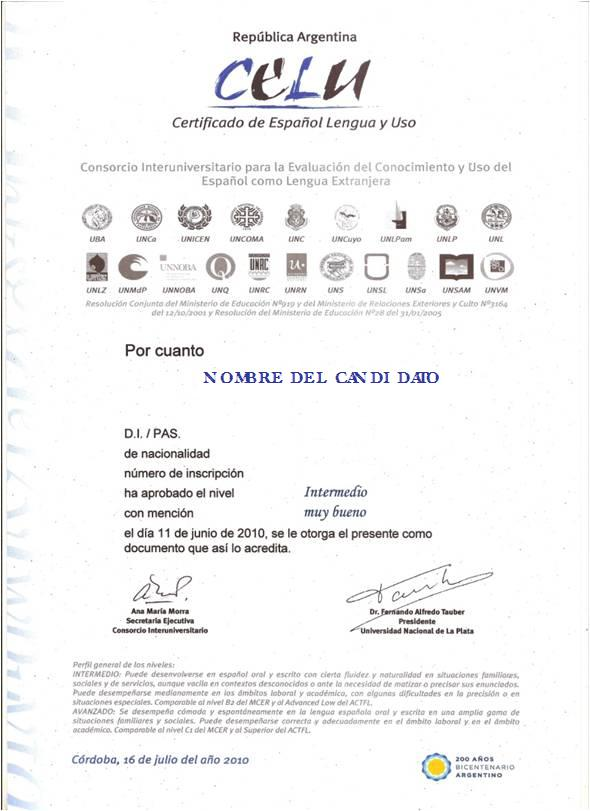 República Argentina
CELU
Certificado de Español Lengua y Uso
Consorcio Interuniversitario para la Evaluación del Conocimiento y Uso del
Español como Lengua Extranjera
UBA UNCa UNICEN UNCOMA UNC UNCuyo UNLPam UNLP UNL
UNNOBA
UNRC
UNLZ UNMdP UNNOBA UNQ UNRC UNRN UNS UNSL UNSa UNSAM UNVM
Resolución Conjunta del Ministerio de Educación Nº919 y del Ministerio de Relaciones Exteriores y Culto Nº3164
del 12/10/2001 y Resolución del Ministerio de Educación Nº28 del 31/01/2005
Por cuanto
NOMBRE DEL CANDIDATO
D.I. / PAS.
de nacionalidad
número de inscripción
ha aprobado el nivel Intermedio
con mención muy bueno
el día 11 de junio de 2010, se le otorga el presente como
documento que así lo acredita.
Ana María Morra Dr. Fernando Alfredo Tauber
Secretaria Ejecutiva Presidente
Consorcio Interuniversitario Universidad Nacional de La Plata
Perfil general de los niveles:
INTERMEDIO: Puede desenvolverse en español oral y escrito con cierta fluidez y naturalidad en situaciones familiares,
sociales y de servicios, aunque vacila en contextos desconocidos o ante la necesidad de matizar o precisar sus enunciados.
Puede desempeñarse medianamente en los ámbitos laboral y académico, con algunas dificultades en la precisión o en
situaciones especiales. Comparable al nivel B2 del MCER y al Advanced Low del ACTFL.
AVANZADO: Se desempeña cómoda y espontáneamente en la lengua española oral y escrita en una amplia gama de
situaciones familiares y sociales. Puede desempeñarse correcta y adecuadamente en el ámbito laboral y en el ámbito
académico. Comparable al nivel C1 del MCER y al Superior del ACTFL.
Córdoba, 16 de julio del año 2010
200 AÑOS
BICENTENARIO
ARGENTINO